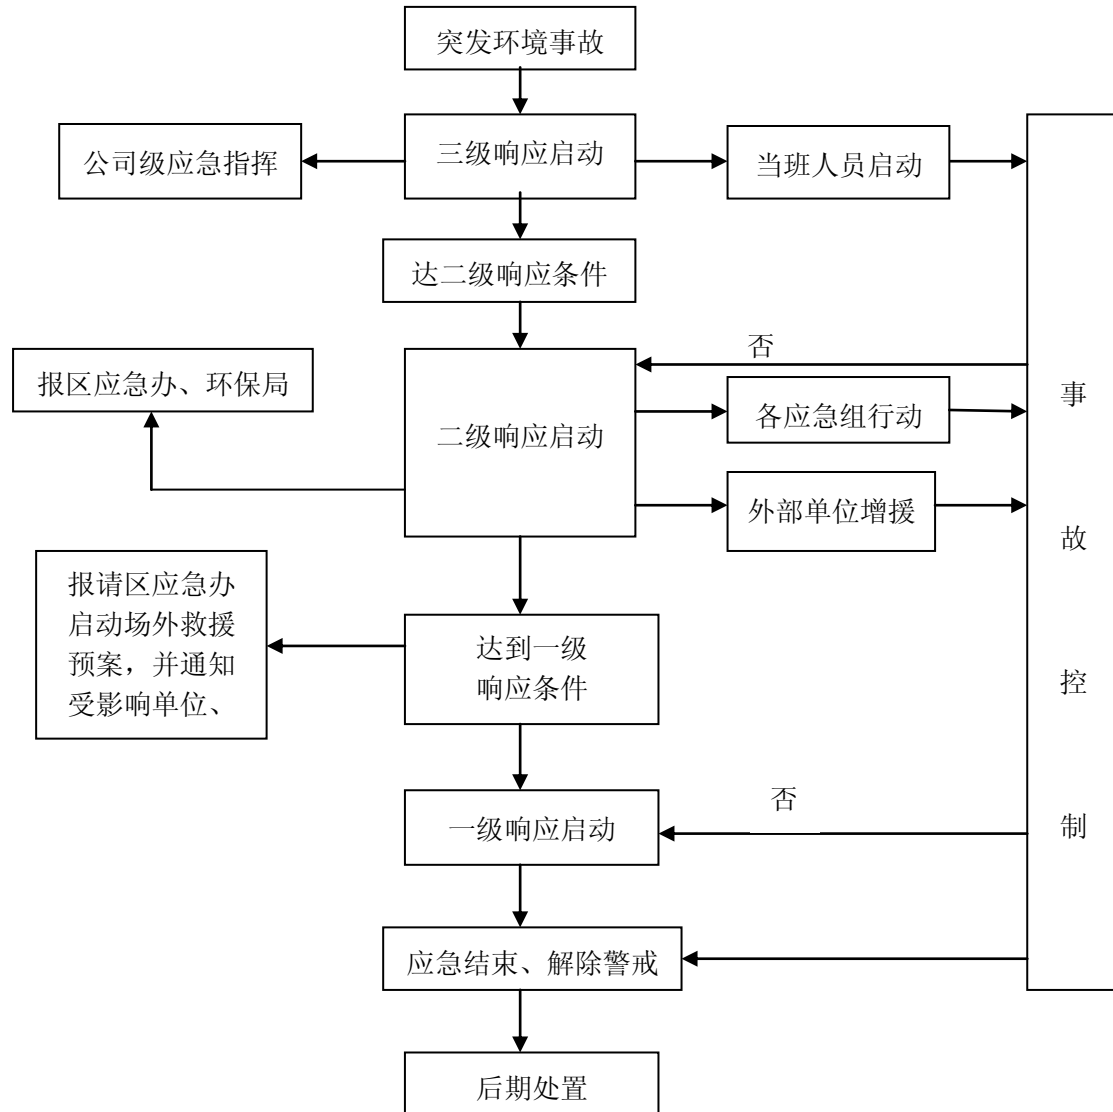 突发环境事故
公司级应急指挥
三级响应启动
当班人员启动
达二级响应条件
否
报区应急办、环保局
二级响应启动
各应急组行动
外部单位增援
事
故
控
制
报请区应急办
启动场外救援
预案，并通知
受影响单位、
达到一级
响应条件
否
一级响应启动
应急结束、解除警戒
后期处置